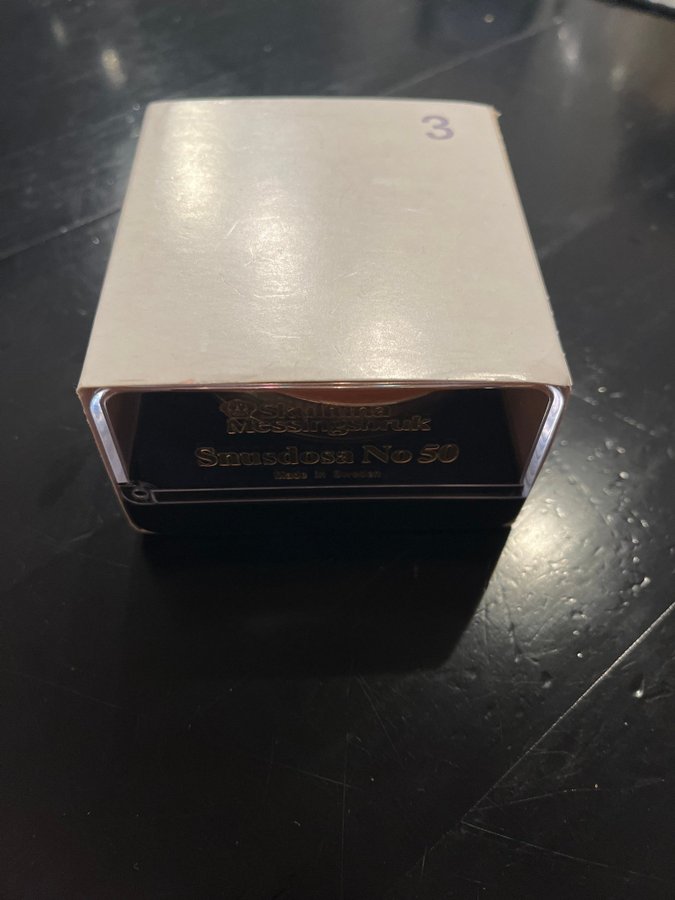 3
Skultuna
Messingsbruk
Snusdosa No 50
Made in Sweden